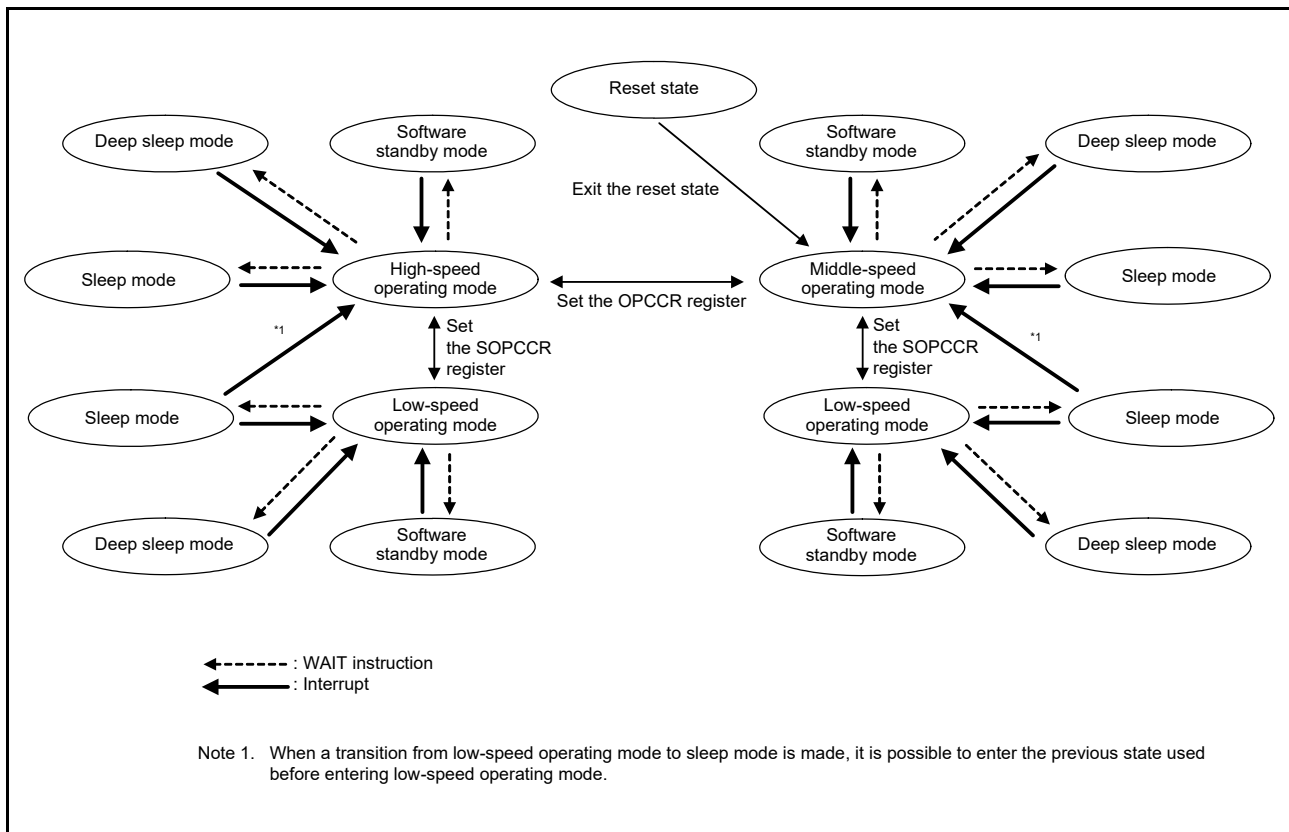 Reset state
Deep sleep mode
Software
standby mode
Software
standby mode
Deep sleep mode
Exit the reset state
Sleep mode
High-speed
operating mode
Set the OPCCR register
Middle-speed
operating mode
Sleep mode
*1
Set
the SOPCCR
register
Set
the SOPCCR
register
*1
Sleep mode
Low-speed
operating mode
Low-speed
operating mode
Sleep mode
Deep sleep mode
Software
standby mode
Software
standby mode
Deep sleep mode
: WAIT instruction
: Interrupt
Note 1. When a transition from low-speed operating mode to sleep mode is made, it is possible to enter the previous state used
before entering low-speed operating mode.